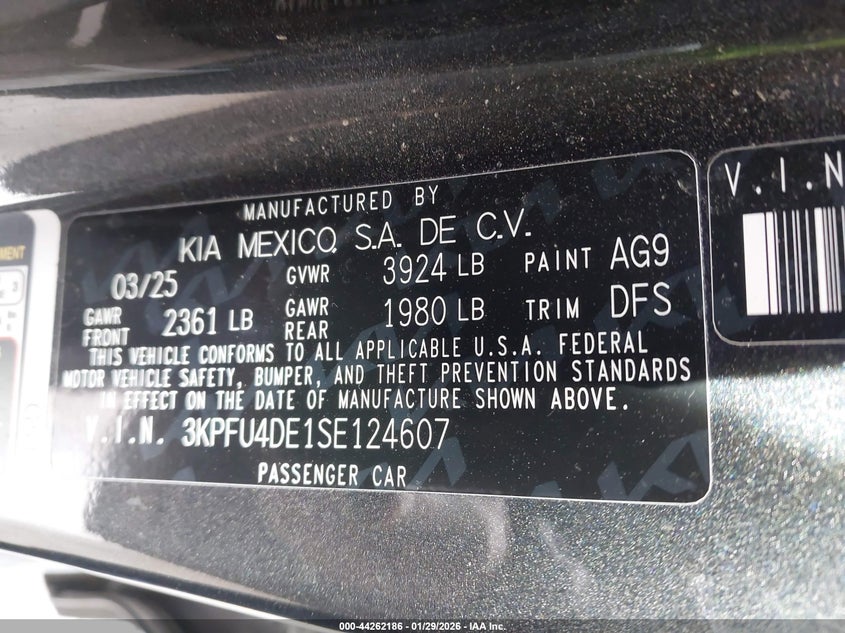 MANUFACTURED BY
KIA MEXICO, S.A. DE C.V.
03/25 GVWR 3924 LB PAINT AG9
GAWR FRONT 2361 LB GAWR REAR 1980 LB TRIM DFS
THIS VEHICLE CONFORMS TO ALL APPLICABLE U.S.A. FEDERAL
MOTOR VEHICLE SAFETY, BUMPER, AND THEFT PREVENTION STANDARDS
IN EFFECT ON THE DATE OF MANUFACTURE SHOWN ABOVE.
V.I.N. 3KPFU4DE1SE124607
PASSENGER CAR
V.I.N
000-44262186 - 01/29/2026 - IAA Inc.